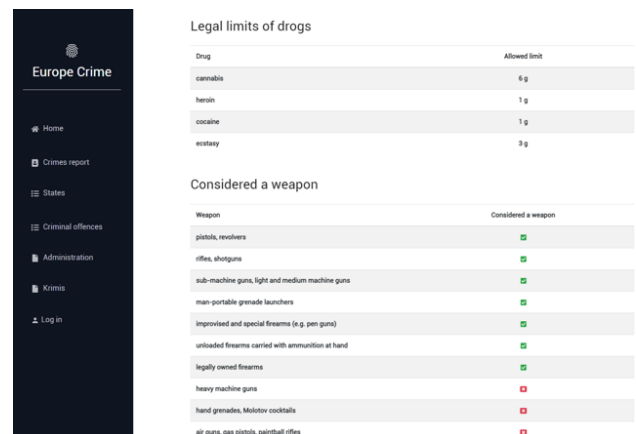 Legal limits of drugs
Drug Allowed limit
cannabis 6 g
heroin 1 g
cocaine 1 g
ecstasy 3 g
Considered a weapon
Weapon Considered a weapon
pistols, revolvers
rifles, shotguns
sub-machine guns, light and medium machine guns
man-portable grenade launchers
improvised and special firearms (e.g. pen guns)
unloaded firearms carried with ammunition at hand
legally owned firearms
heavy machine guns
hand grenades, Molotov cocktails
air guns, gas pistols, paintball rifles
Europe Crime
Home
Crimes report
States
Criminal offences
Administration
Krimis
Log in